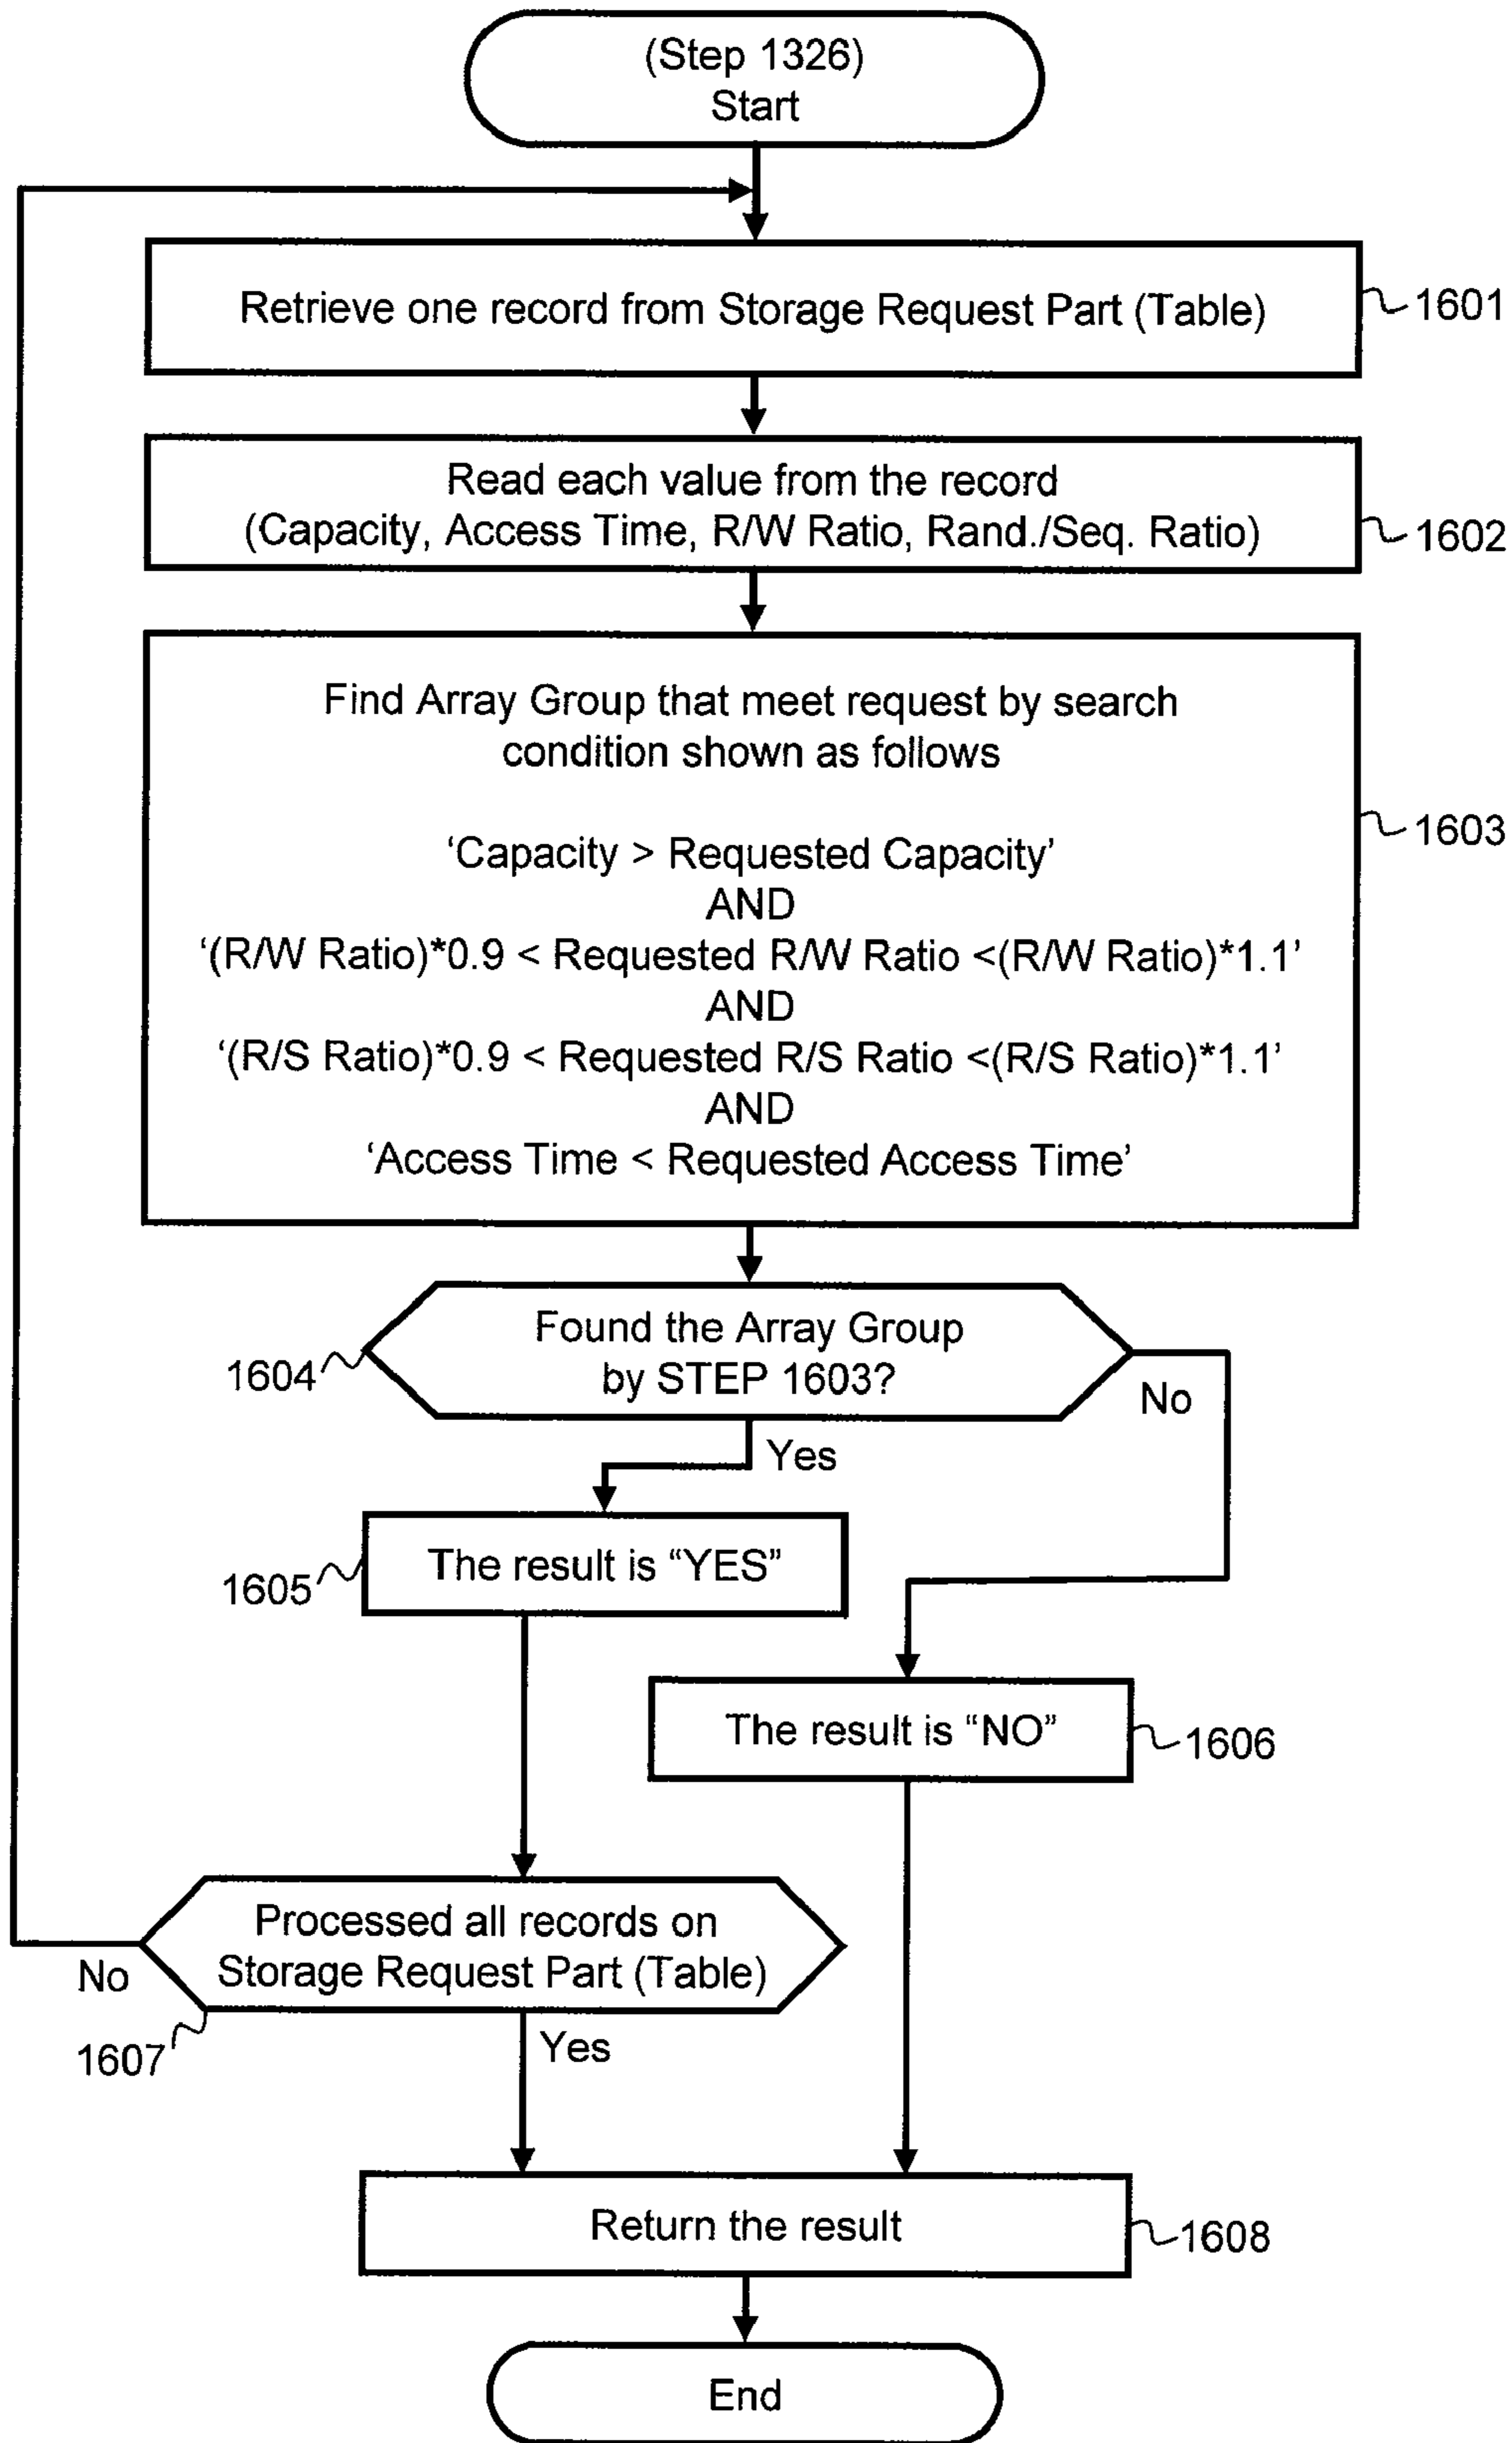 (Step 1326)
Start
Retrieve one record from Storage Request Part (Table)
1601
Read each value from the record
(Capacity, Access Time, R/W Ratio, Rand./Seq. Ratio)
1602
Find Array Group that meet request by search
condition shown as follows
‘Capacity > Requested Capacity’
AND
‘(R/W Ratio)*0.9 < Requested R/W Ratio <(R/W Ratio)*1.1’
AND
‘(R/S Ratio)*0.9 < Requested R/S Ratio <(R/S Ratio)*1.1’
AND
‘Access Time < Requested Access Time’
1603
Found the Array Group
by STEP 1603?
1604
No
Yes
The result is “YES”
1605
The result is “NO”
1606
Processed all records on
Storage Request Part (Table)
No
1607
Yes
Return the result
1608
End